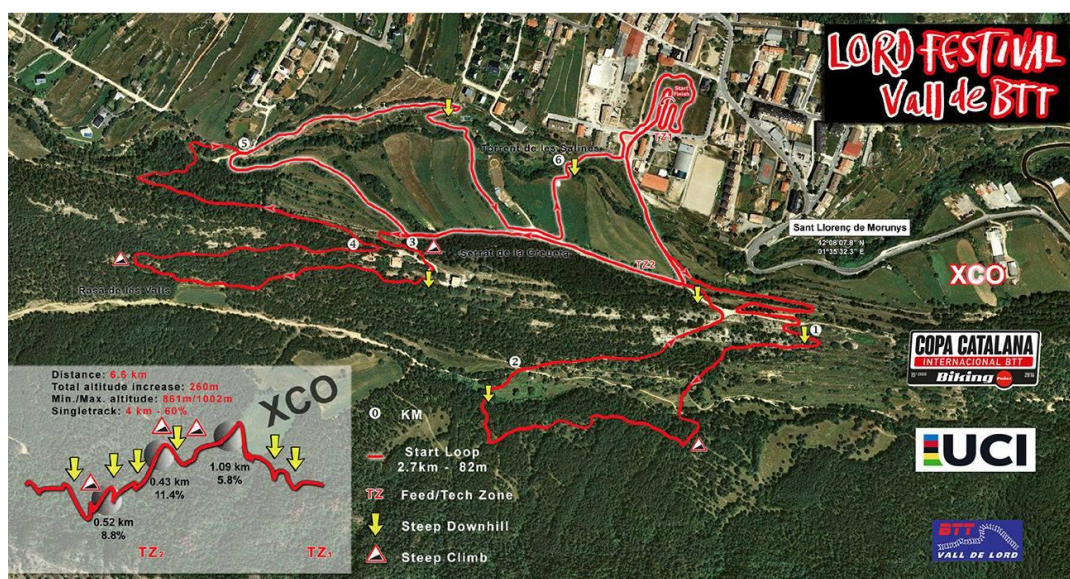 LORD FESTIVAL
Vall de BTT
Start
Finish
TZ1
5
Torrent de les Salines
6
Sant Llorenç de Morunys
42°08'07.8" N
01°35'32.3" E
4
3
Serrat de la Creueta
TZ2
XCO
Rasa de les Valls
1
COPA CATALANA
INTERNACIONAL BTT
Biking Point
2
Distance: 6.6 km
Total altitude increase: 260m
Min./Max. altitude: 861m/1002m
Singletrack: 4 km - 60%
XCO
0 KM
Start Loop
2.7km - 82m
TZ Feed/Tech Zone
Steep Downhill
Steep Climb
UCI
1.09 km
5.8%
0.43 km
11.4%
0.52 km
8.8%
TZ2
TZ1
BTT
VALL DE LORD